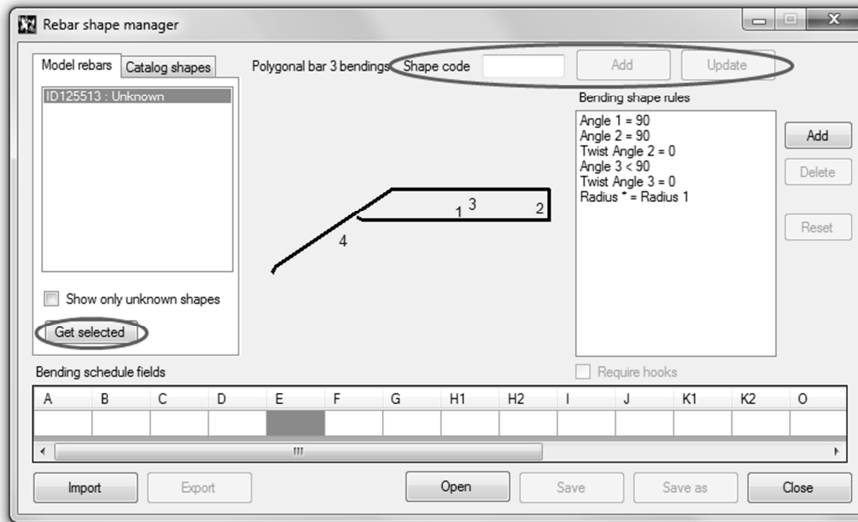 Rebar shape manager
Model rebars Catalog shapes
Polygonal bar 3 bendings Shape code Add Update
ID125513 : Unknown
Bending shape rules
Angle 1 = 90
Angle 2 = 90
Twist Angle 2 = 0
Angle 3 < 90
Twist Angle 3 = 0
Radius * = Radius 1
Add
Delete
Reset
1 3 2
4
Show only unknown shapes
Get selected
Require hooks
Bending schedule fields
A B C D E F G H1 H2 I J K1 K2 O
Import Export Open Save Save as Close